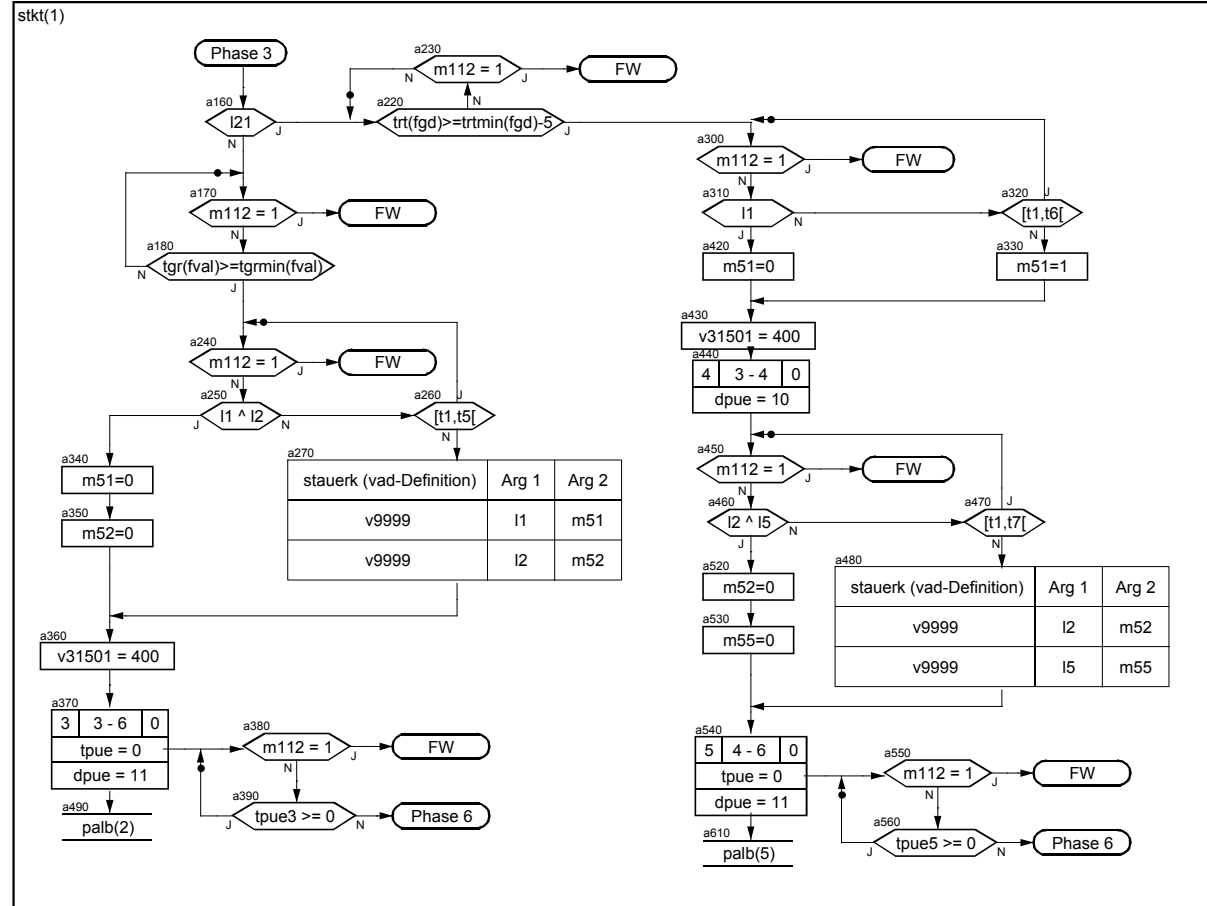 stkt(1)
Phase 3
a160
l21
J
N
a230
m112 = 1
N
J
FW
a220
N
trt(fgd)>=trtmin(fgd)-5
J
a170
m112 = 1
J
N
FW
a180
tgr(fval)>=tgrmin(fval)
N
J
a240
m112 = 1
J
N
FW
a250
l1 ^ l2
J
N
a260
J
[t1,t5[
N
a340
m51=0
a350
m52=0
a270
stauerk (vad-Definition) Arg 1 Arg 2
v9999 l1 m51
v9999 l2 m52
a360
v31501 = 400
a370
3 3 - 6 0
tpue = 0
dpue = 11
a380
m112 = 1
J
N
FW
a390
tpue3 >= 0
J
N
Phase 6
a490
palb(2)
a300
m112 = 1
J
N
FW
a310
l1
N
J
a320
J
[t1,t6[
N
a420
m51=0
a330
m51=1
a430
v31501 = 400
a440
4 3 - 4 0
dpue = 10
a450
m112 = 1
J
N
FW
a460
l2 ^ l5
N
J
a470
J
[t1,t7[
N
a520
m52=0
a530
m55=0
a480
stauerk (vad-Definition) Arg 1 Arg 2
v9999 l2 m52
v9999 l5 m55
a540
5 4 - 6 0
tpue = 0
dpue = 11
a550
m112 = 1
J
N
FW
a560
tpue5 >= 0
J
N
Phase 6
a610
palb(5)